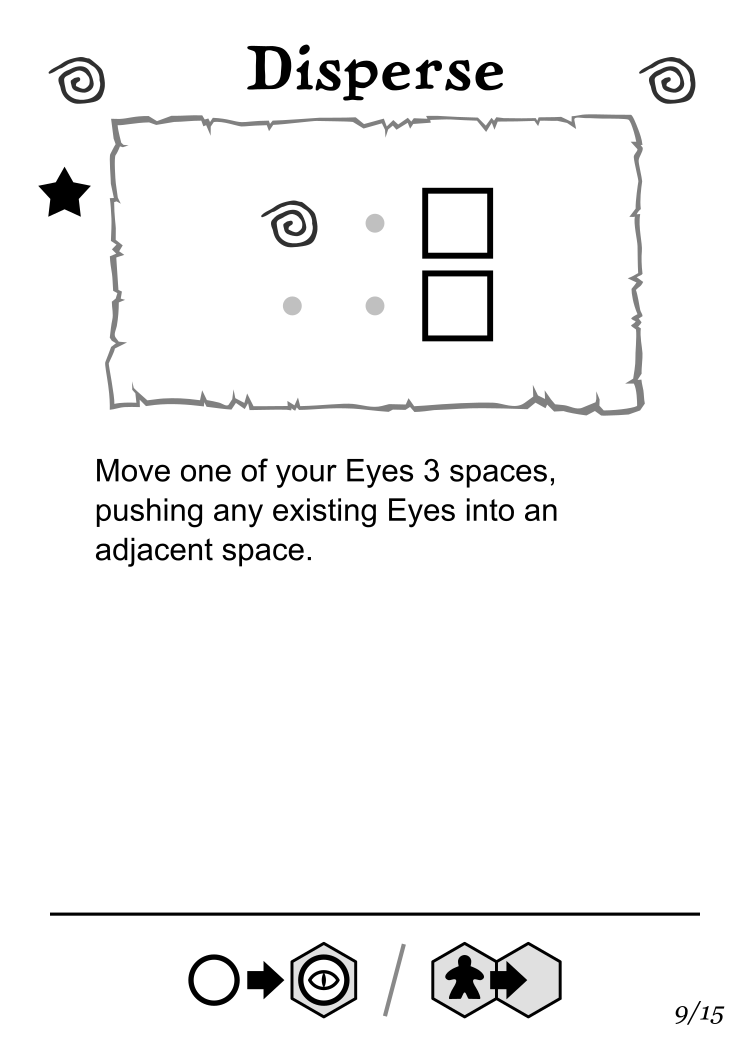 Disperse
Move one of your Eyes 3 spaces,
pushing any existing Eyes into an
adjacent space.
9/15